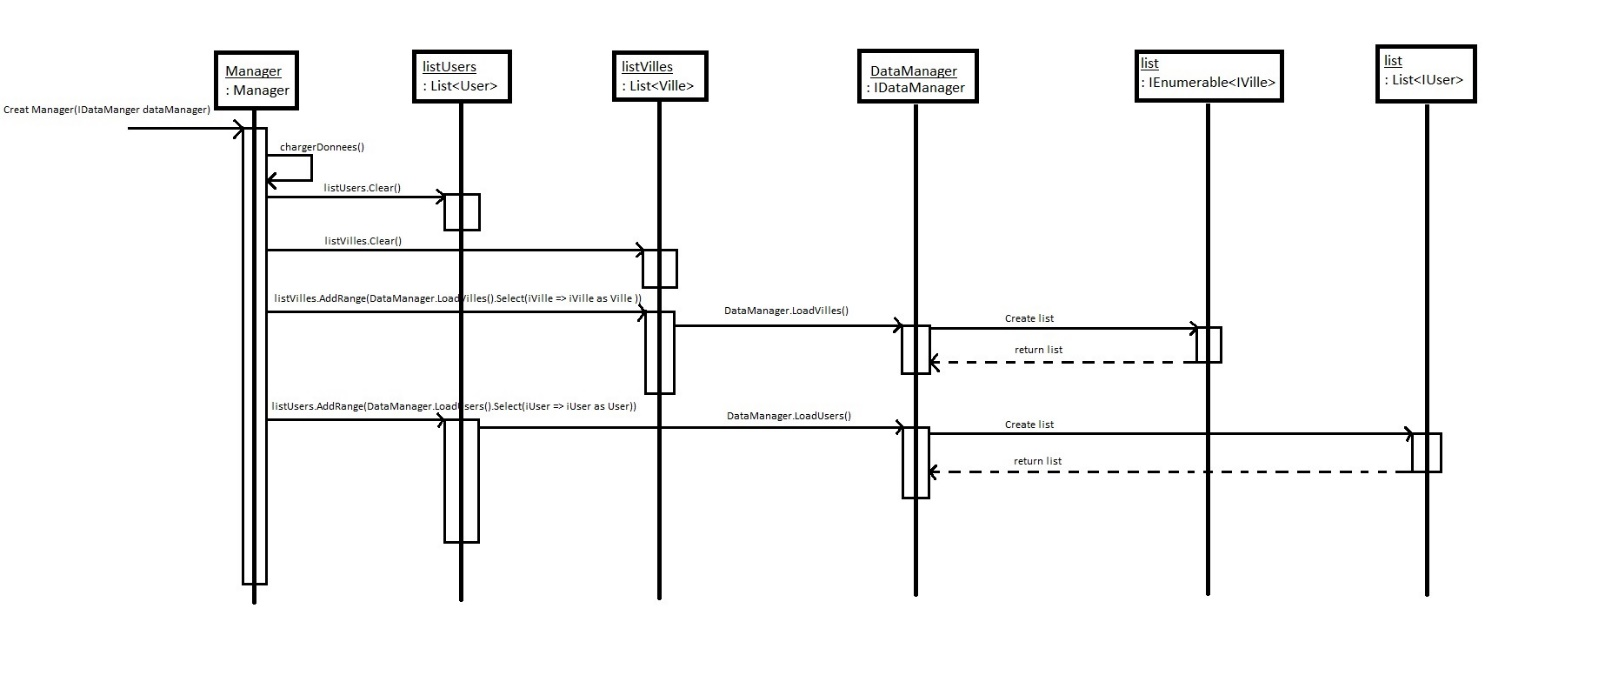 Manager
: Manager
listUsers
: List<User>
listVilles
: List<Ville>
DataManager
: IDataManager
list
: IEnumerable<IVille>
list
: List<IUser>
Creat Manager(IDataManger dataManager)
chargerDonnees()
listUsers.Clear()
listVilles.Clear()
listVilles.AddRange(DataManager.LoadVilles().Select(iVille => iVille as Ville ))
DataManager.LoadVilles()
Create list
return list
listUsers.AddRange(DataManager.LoadUsers().Select(iUser => iUser as User))
DataManager.LoadUsers()
Create list
return list